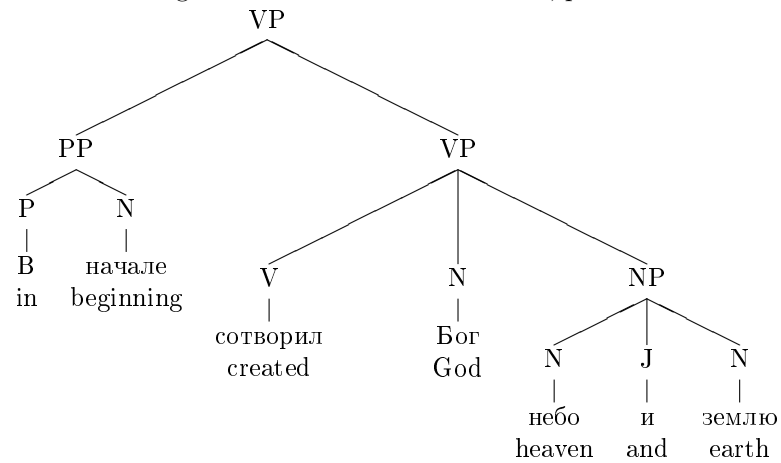 VP
PP VP
P N
В начале
in beginning
V N NP
сотворил Бог
created God
N J N
небо и землю
heaven and earth